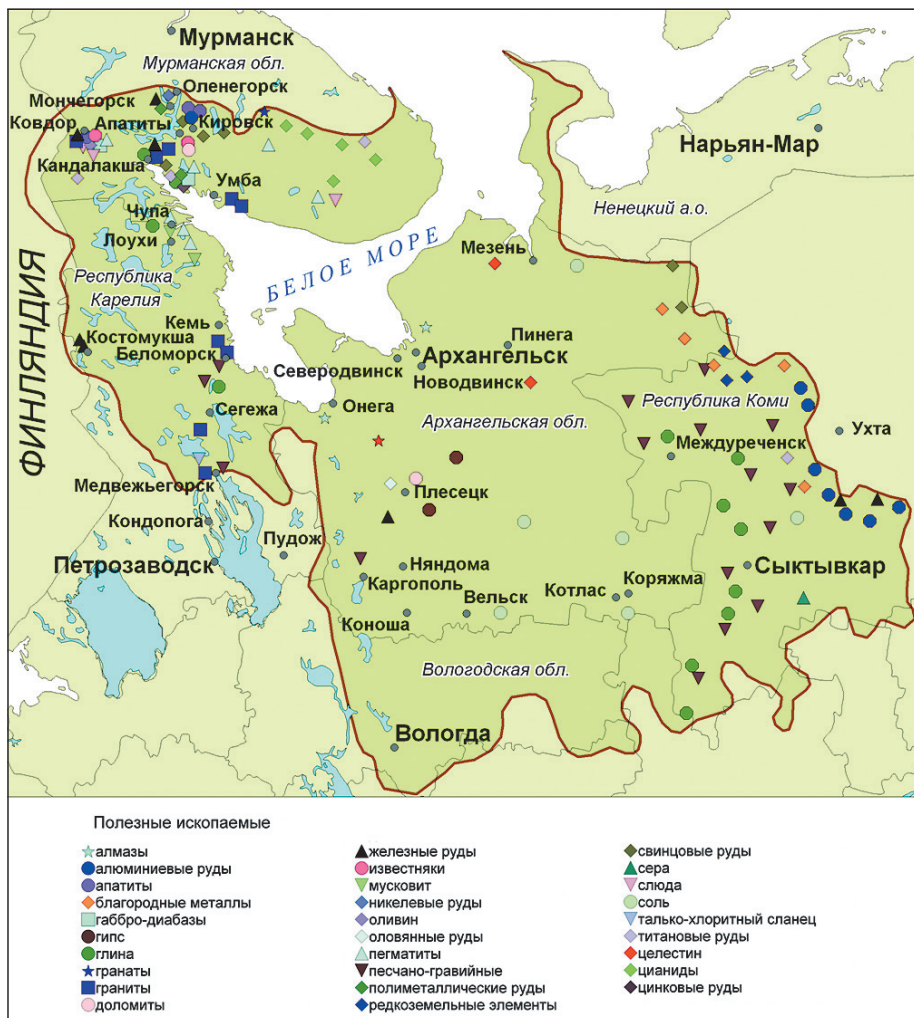 Мурманск
Мурманская обл.
Оленегорск
Мончегорск
Ковдор
Апатиты
Кировск
Кандалакша
Умба
Нарьян-Мар
Ненецкий а.о.
Чупа
Лоухи
БЕЛОЕ МОРЕ
Мезень
ФИНЛЯНДИЯ
Республика
Карелия
Кемь
Костомукша
Беломорск
Пинега
Архангельск
Северодвинск
Новодвинск
Онега
Сегежа
Архангельская обл.
Республика Коми
Ухта
Междуреченск
Медвежьегорск
Плесецк
Кондопога
Пудож
Петрозаводск
Няндома
Каргополь
Сыктывкар
Котлас
Коряжма
Коноша
Вельск
Вологодская обл.
Вологда
Полезные ископаемые
алмазы
алюминиевые руды
апатиты
благородные металлы
габбро-диабазы
гипс
глина
гранаты
граниты
доломиты
железные руды
известняки
мусковит
никелевые руды
оливин
оловянные руды
пегматиты
песчано-гравийные
полиметаллические руды
редкоземельные элементы
свинцовые руды
сера
слюда
соль
талько-хлоритный сланец
титановые руды
целестин
цианиды
цинковые руды